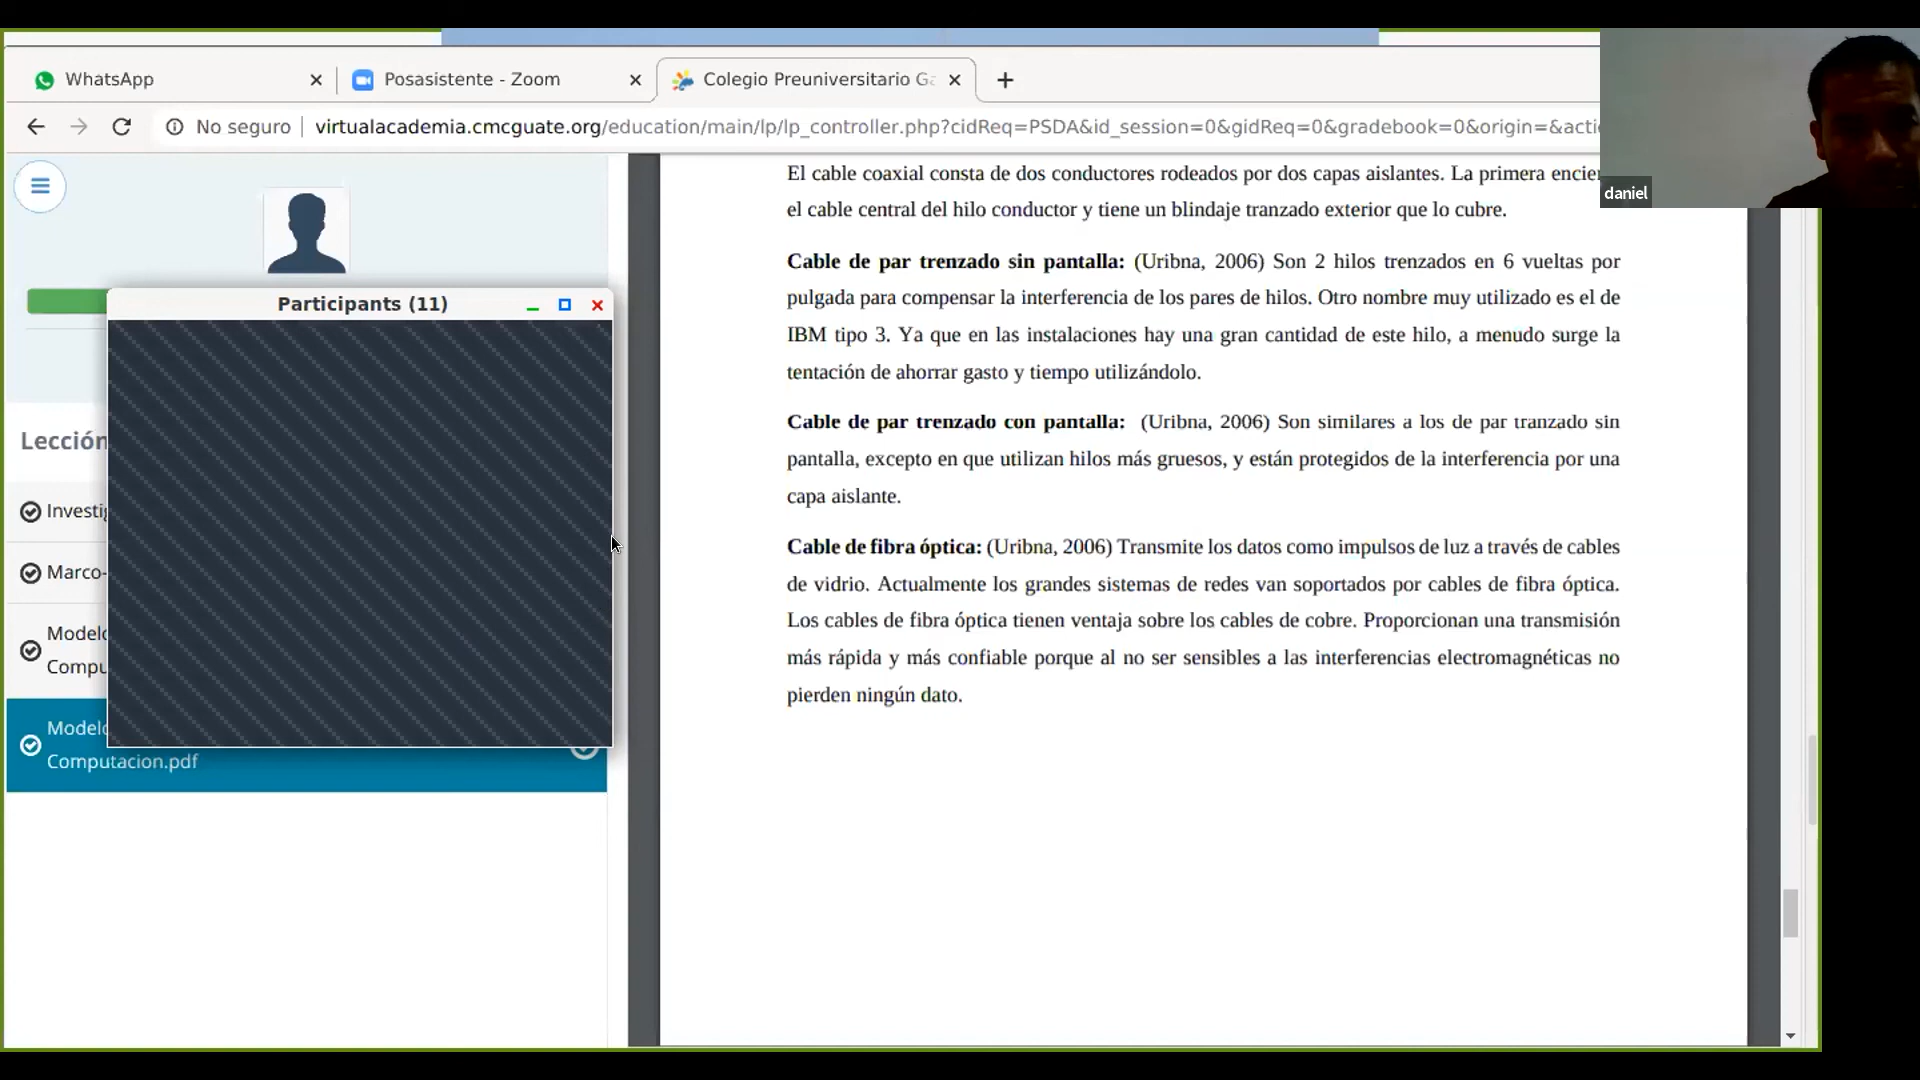 WhatsApp
Posasistente - Zoom
Colegio Preuniversitario Ga
No seguro
virtualacademia.cmcguate.org/education/main/lp/lp_controller.php?cidReq=PSDA&id_session=0&gidReq=0&gradebook=0&origin=&acti
daniel
Participants (11)
Lección
Investig
Marco-
Modelo
Compu
Modelo
Computacion.pdf
El cable coaxial consta de dos conductores rodeados por dos capas aislantes. La primera encie
el cable central del hilo conductor y tiene un blindaje tranzado exterior que lo cubre.
Cable de par trenzado sin pantalla: (Uribna, 2006) Son 2 hilos trenzados en 6 vueltas por
pulgada para compensar la interferencia de los pares de hilos. Otro nombre muy utilizado es el de
IBM tipo 3. Ya que en las instalaciones hay una gran cantidad de este hilo, a menudo surge la
tentación de ahorrar gasto y tiempo utilizándolo.
Cable de par trenzado con pantalla: (Uribna, 2006) Son similares a los de par tranzado sin
pantalla, excepto en que utilizan hilos más gruesos, y están protegidos de la interferencia por una
capa aislante.
Cable de fibra óptica: (Uribna, 2006) Transmite los datos como impulsos de luz a través de cables
de vidrio. Actualmente los grandes sistemas de redes van soportados por cables de fibra óptica.
Los cables de fibra óptica tienen ventaja sobre los cables de cobre. Proporcionan una transmisión
más rápida y más confiable porque al no ser sensibles a las interferencias electromagnéticas no
pierden ningún dato.